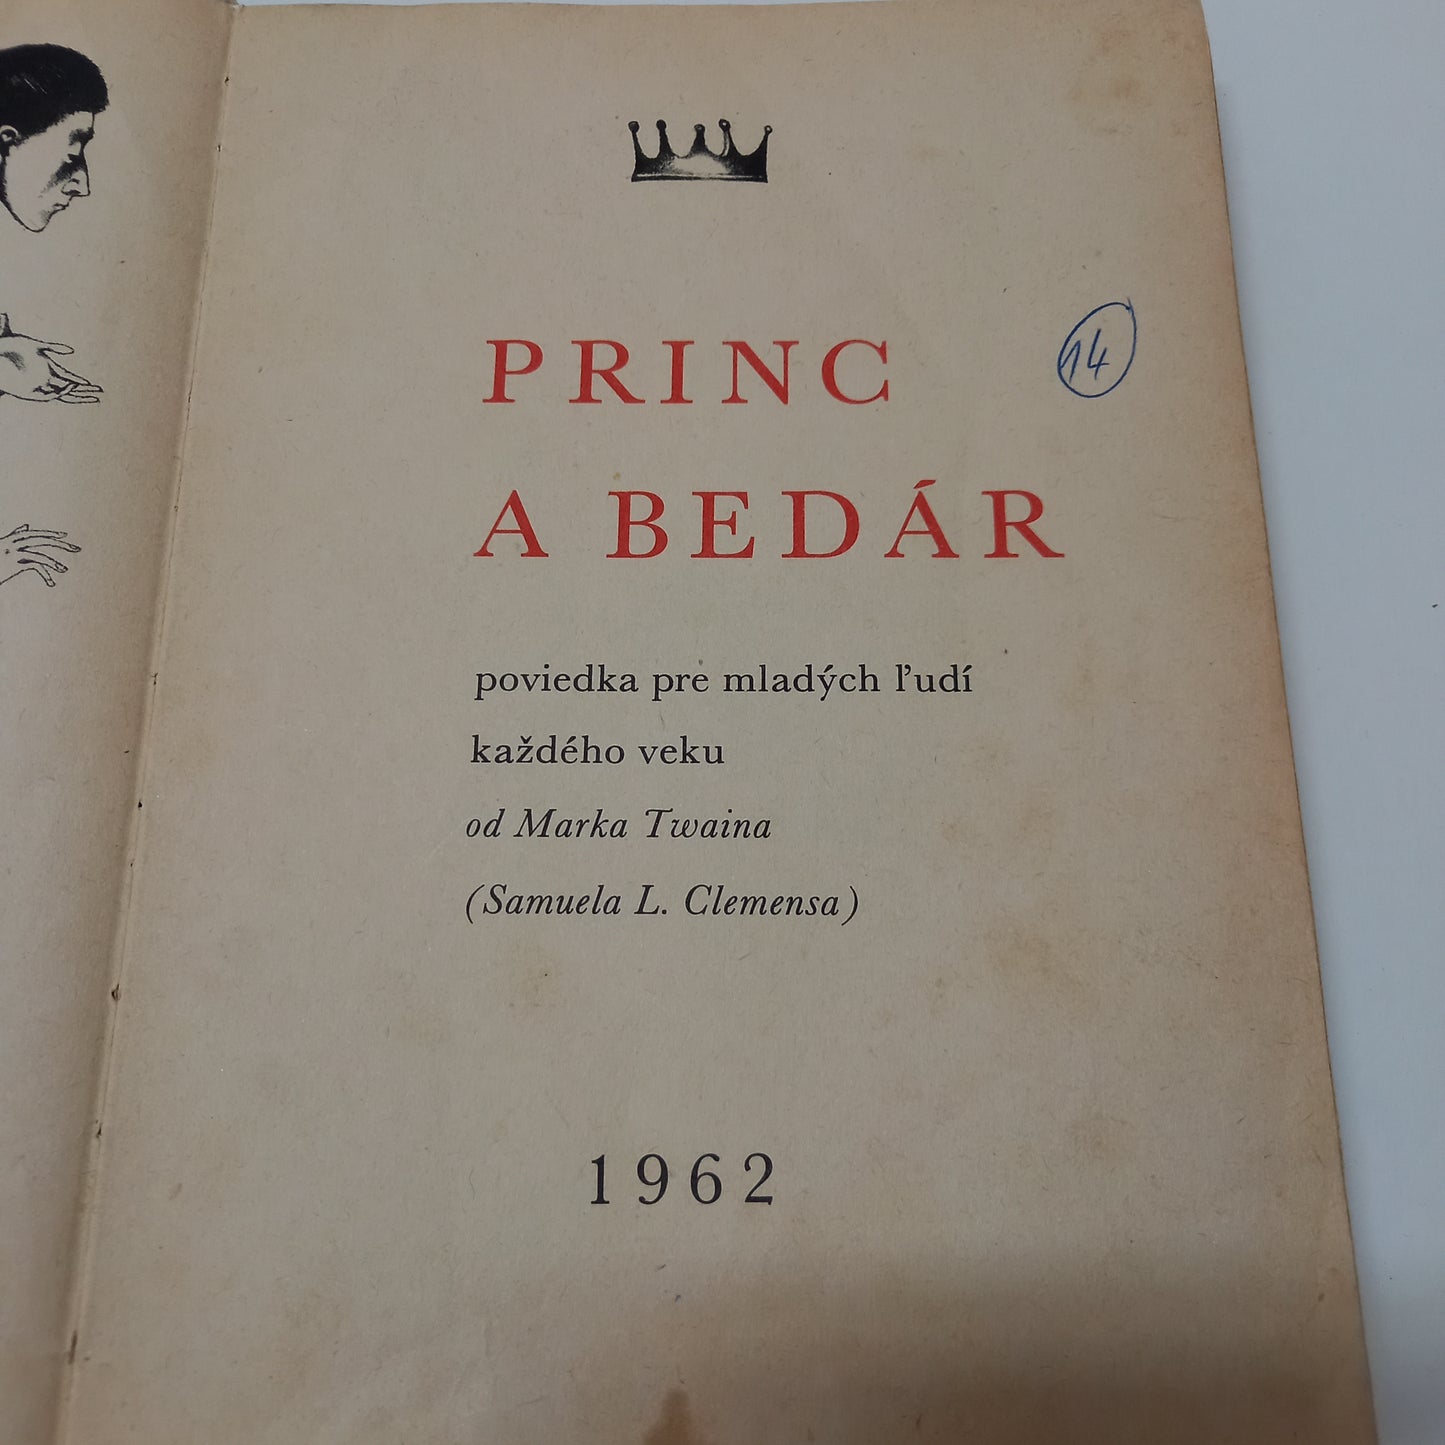 14
PRINC
A BEDÁR
poviedka pre mladých ľudí
každého veku
od Marka Twaina
(Samuela L. Clemensa)
1962